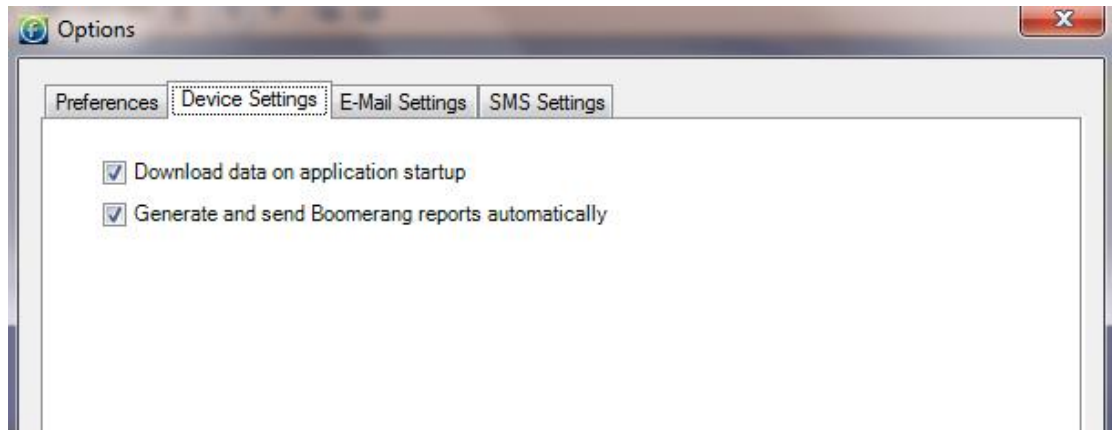 Options
Preferences Device Settings E-Mail Settings SMS Settings
Download data on application startup
Generate and send Boomerang reports automatically